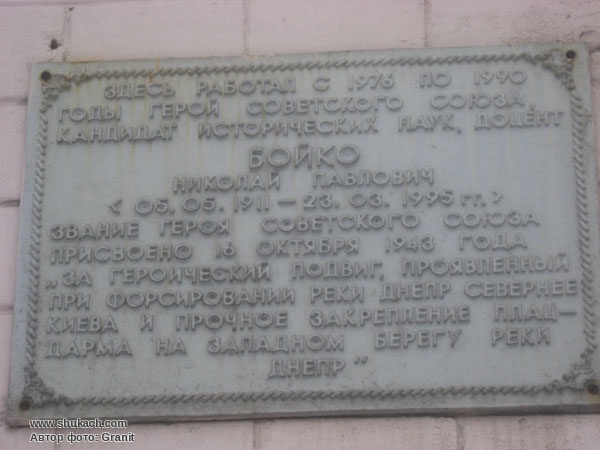 ЗДЕСЬ РАБОТАЛ С 1976 ПО 1990
ГОДЫ ГЕРОЙ СОВЕТСКОГО СОЮЗА,
КАНДИДАТ ИСТОРИЧЕСКИХ НАУК, ДОЦЕНТ
БОЙКО
НИКОЛАЙ ПАВЛОВИЧ
< 05. 05. 1911 — 23. 03. 1995 гг. >
ЗВАНИЕ ГЕРОЯ СОВЕТСКОГО СОЮЗА
ПРИСВОЕНО 16 ОКТЯБРЯ 1943 ГОДА
„ЗА ГЕРОИЧЕСКИЙ ПОДВИГ, ПРОЯВЛЕННЫЙ
ПРИ ФОРСИРОВАНИИ РЕКИ ДНЕПР СЕВЕРНЕЕ
КИЕВА И ПРОЧНОЕ ЗАКРЕПЛЕНИЕ ПЛАЦ-
ДАРМА НА ЗАПАДНОМ БЕРЕГУ РЕКИ
ДНЕПР"
www.shukach.com
Автор фото: Granit